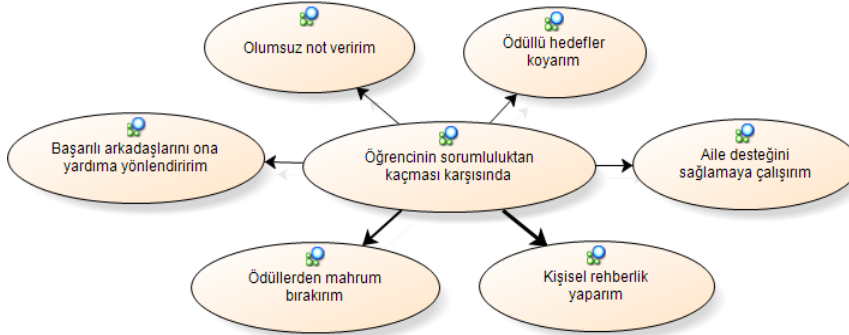 Olumsuz not veririm
Ödüllü hedefler
koyarım
Başarılı arkadaşlarını ona
yardıma yönlendiririm
Öğrencinin sorumluluktan
kaçması karşısında
Aile desteğini
sağlamaya çalışırım
Ödüllerden mahrum
bırakırım
Kişisel rehberlik
yaparım